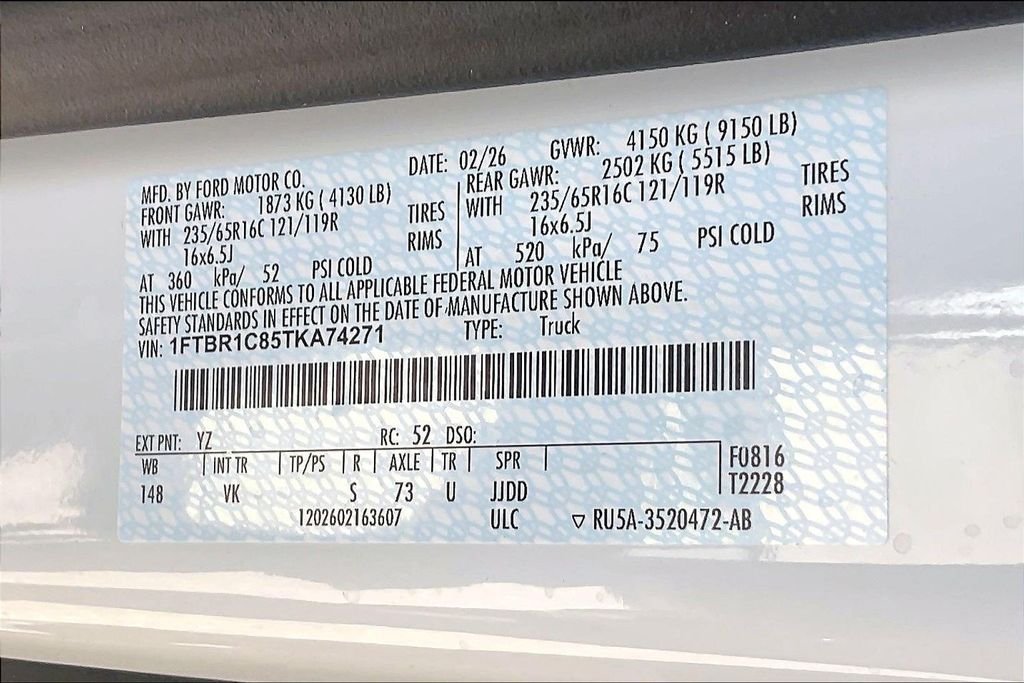 MFD. BY FORD MOTOR CO. DATE: 02/26 GVWR: 4150 KG ( 9150 LB)
FRONT GAWR: 1873 KG ( 4130 LB) REAR GAWR: 2502 KG ( 5515 LB)
WITH 235/65R16C 121/119R TIRES WITH 235/65R16C 121/119R TIRES
16x6.5J RIMS 16x6.5J RIMS
AT 360 kPa/ 52 PSI COLD AT 520 kPa/ 75 PSI COLD
THIS VEHICLE CONFORMS TO ALL APPLICABLE FEDERAL MOTOR VEHICLE
SAFETY STANDARDS IN EFFECT ON THE DATE OF MANUFACTURE SHOWN ABOVE.
VIN: 1FTBR1C85TKA74271 TYPE: Truck
EXT PNT: YZ RC: 52 DSO:
WB INT TR TP/PS R AXLE TR SPR F0816
148 VK S 73 U JJDD T2228
1202602163607 ULC ▽ RU5A-3520472-AB